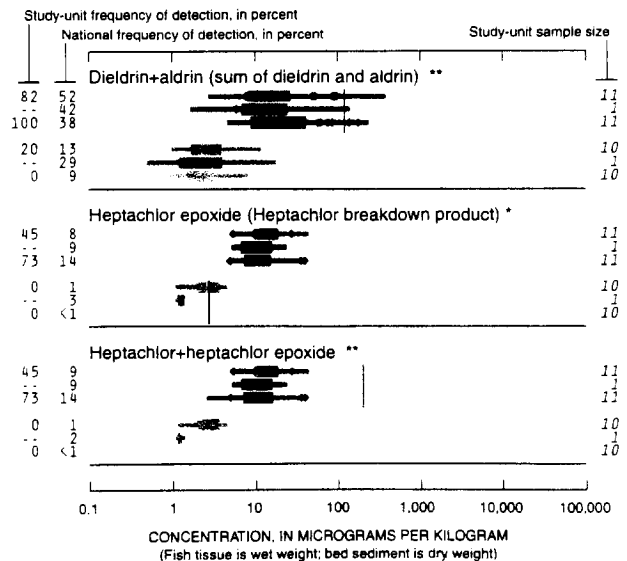 Study-unit frequency of detection, in percent
National frequency of detection, in percent
Study-unit sample size
Dieldrin+aldrin (sum of dieldrin and aldrin) **
82 52 11
-- 42 1
100 38 11
20 13 10
-- 29 1
0 9 10
Heptachlor epoxide (Heptachlor breakdown product) *
45 8 11
-- 9 1
73 14 11
0 1 10
-- 3 1
0 <1 10
Heptachlor+heptachlor epoxide **
45 9 11
-- 9 1
73 14 11
0 1 10
-- 2 1
0 <1 10
0.1 1 10 100 1,000 10,000 100,000
CONCENTRATION, IN MICROGRAMS PER KILOGRAM
(Fish tissue is wet weight; bed sediment is dry weight)